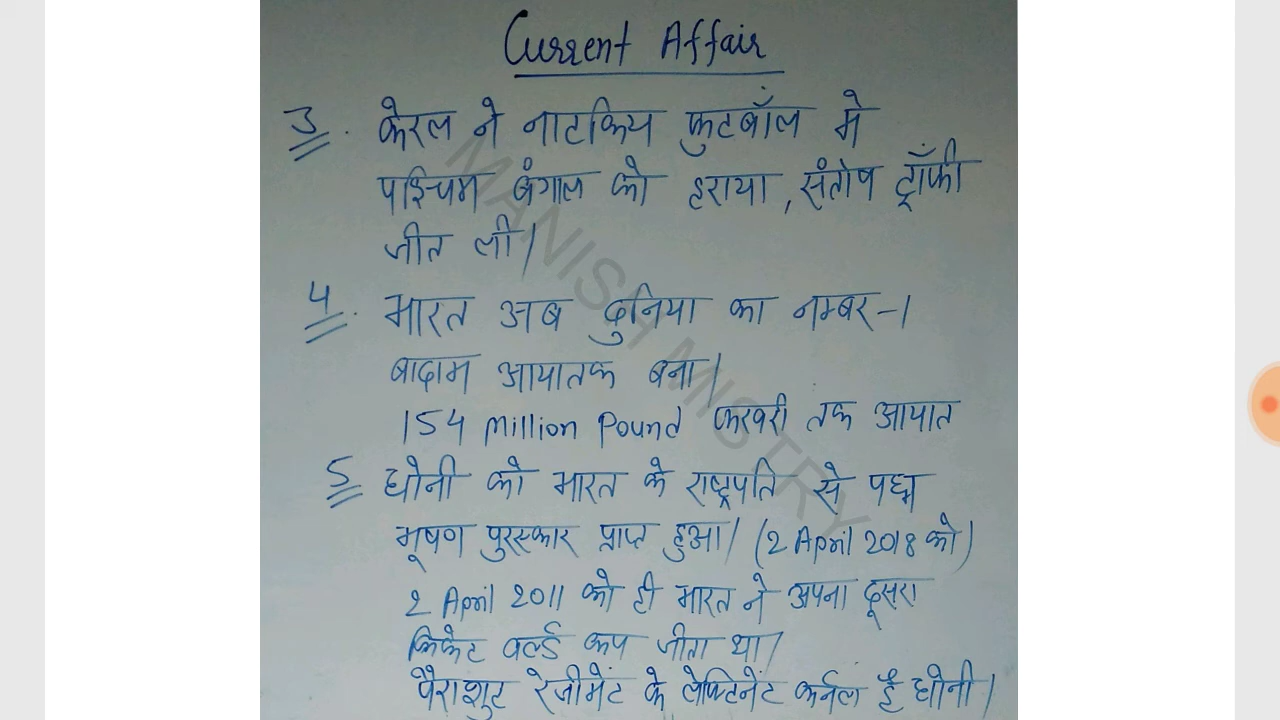 Current Affair
3. केरल ने नाटकिय फुटबॉल मे
पश्चिम बंगाल को हराया, संतोष ट्रॉफी
जीत ली।
4. भारत अब दुनिया का नम्बर-1
बादाम आयातक बना।
154 Million Pound फरवरी तक आयात
5 धोनी को भारत के राष्ट्रपति से पद्म
भूषण पुरस्कार प्राप्त हुआ। (2 April 2018 को)
2 April 2011 को ही भारत ने अपना दूसरा
क्रिकेट वर्ल्ड कप जीता था।
पैराशुट रेजीमेंट के लेफ्टिनेंट कर्नल है धोनी।
MANISH MISTRY